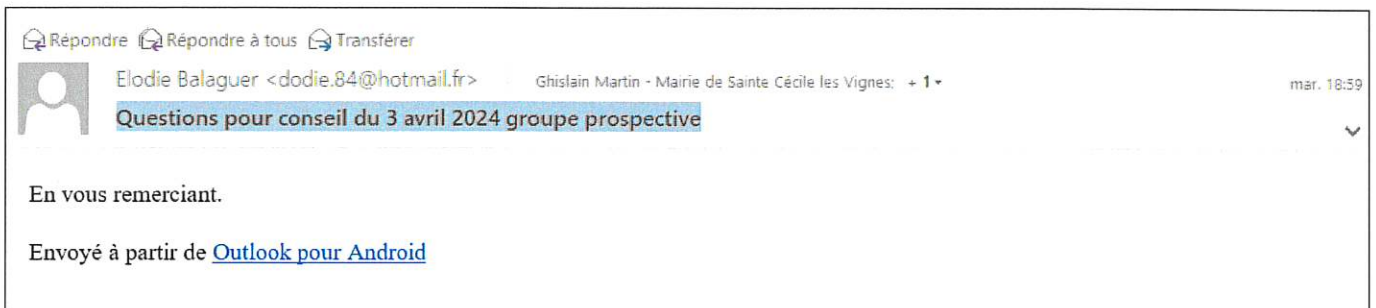 Répondre Répondre à tous Transférer
Elodie Balaguer <dodie.84@hotmail.fr> Ghislain Martin - Mairie de Sainte Cécile les Vignes; + 1 mar. 18:59
Questions pour conseil du 3 avril 2024 groupe prospective
En vous remerciant.
Envoyé à partir de Outlook pour Android